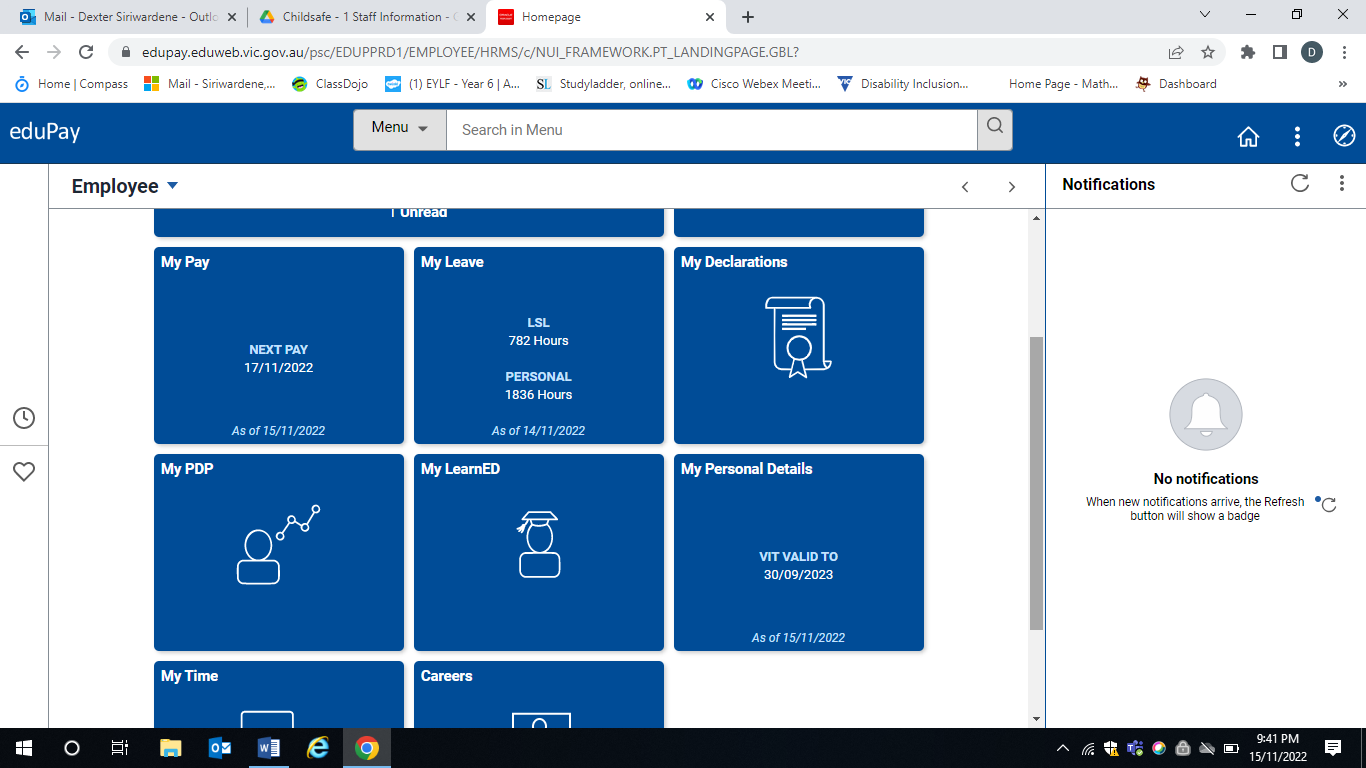 Mail - Dexter Siriwardene - Outlo
Childsafe - 1 Staff Information - G
Homepage
edupay.eduweb.vic.gov.au/psc/EDUPPRD1/EMPLOYEE/HRMS/c/NUI_FRAMEWORK.PT_LANDINGPAGE.GBL?
D
Home | Compass
Mail - Siriwardene,...
ClassDojo
(1) EYLF - Year 6 | A...
SL Studyladder, online...
Cisco Webex Meeti...
VIC Disability Inclusion...
Home Page - Math...
Dashboard
»
eduPay
Menu
Search in Menu
Employee
Notifications
1 Unread
My Pay
NEXT PAY
17/11/2022
As of 15/11/2022
My Leave
LSL
782 Hours
PERSONAL
1836 Hours
As of 14/11/2022
My Declarations
My PDP
My LearnED
My Personal Details
VIT VALID TO
30/09/2023
As of 15/11/2022
My Time
Careers
No notifications
When new notifications arrive, the Refresh
button will show a badge
9:41 PM
15/11/2022